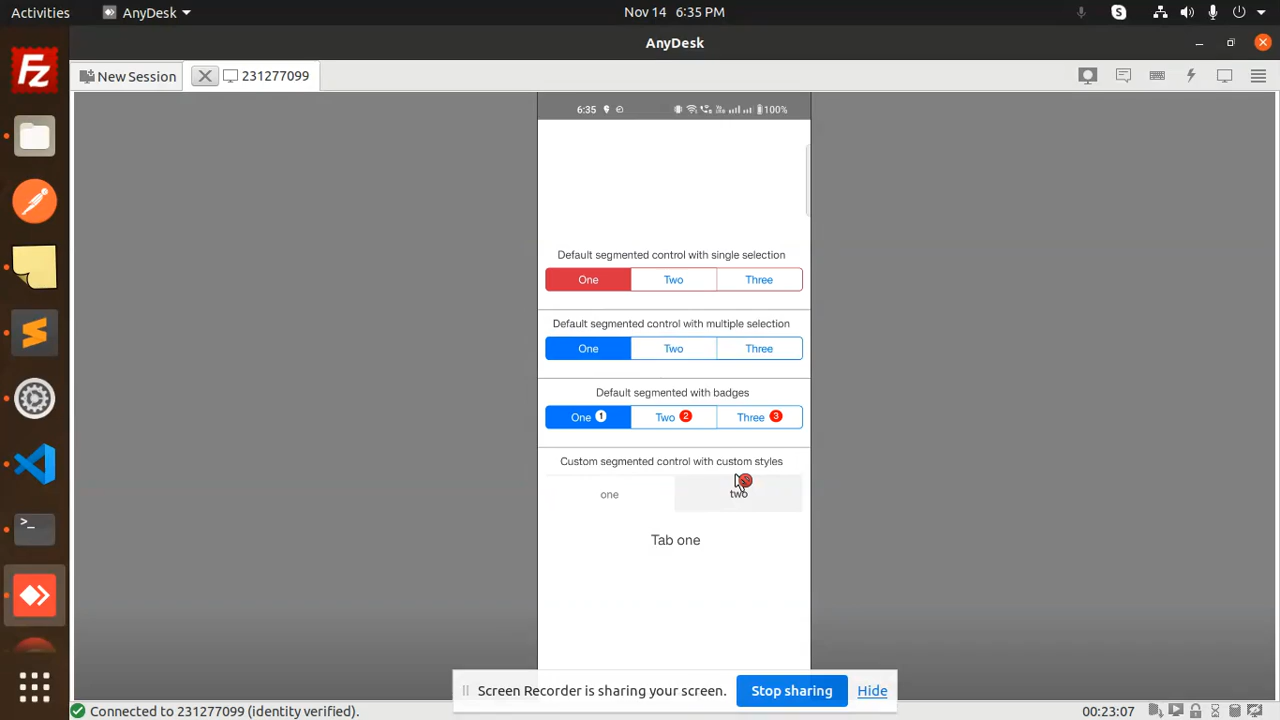 Activities AnyDesk Nov 14 6:35 PM
AnyDesk
New Session 231277099
6:35 100%
Default segmented control with single selection
One Two Three
Default segmented control with multiple selection
One Two Three
Default segmented with badges
One 1 Two 2 Three 3
Custom segmented control with custom styles
one two
Tab one
Screen Recorder is sharing your screen. Stop sharing Hide
Connected to 231277099 (identity verified). 00:23:07